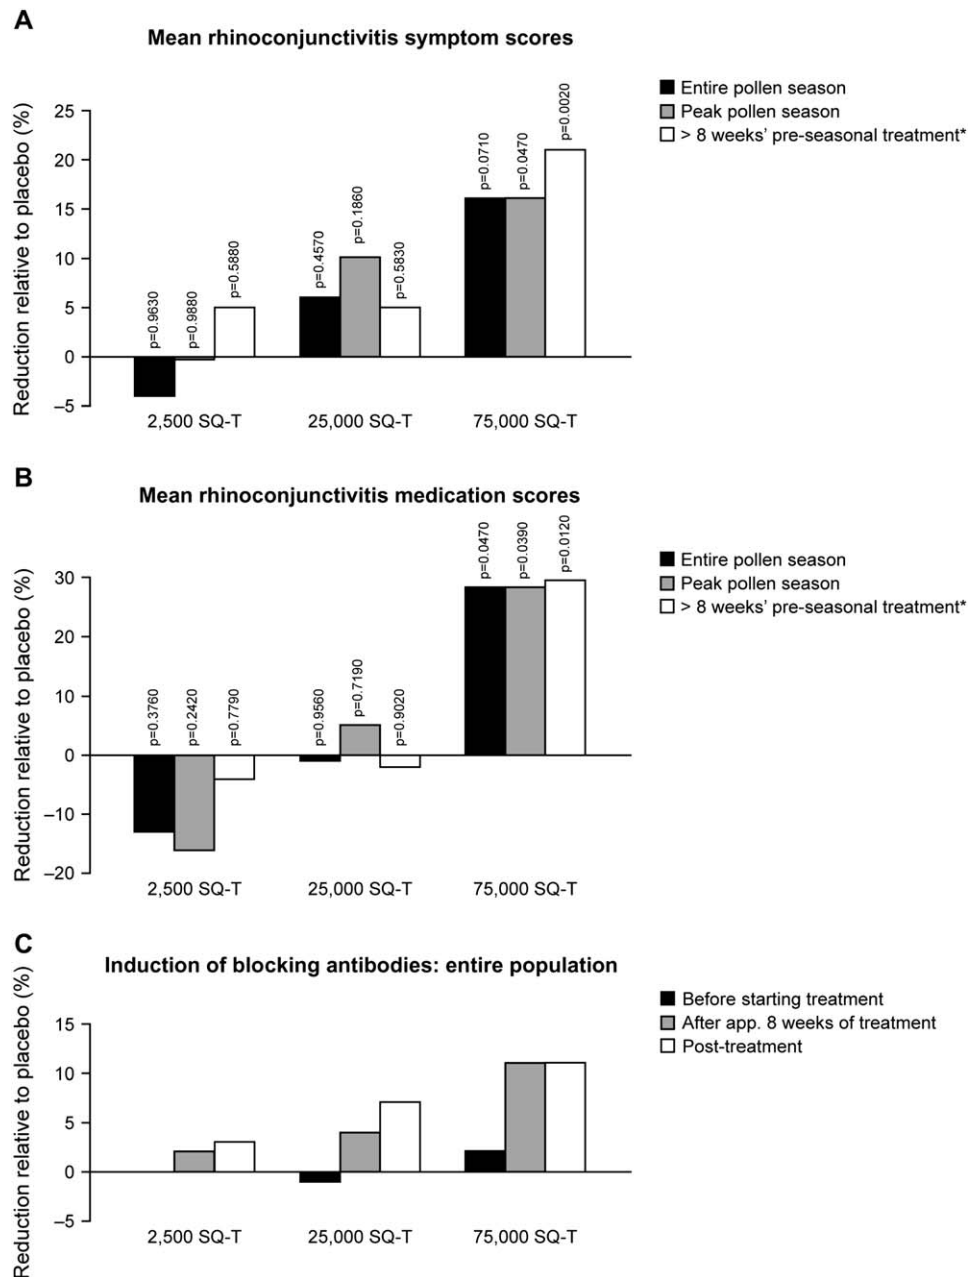 A
Mean rhinoconjunctivitis symptom scores
Reduction relative to placebo (%)
25
20
15
10
5
0
–5
p=0.9630
p=0.9880
p=0.5880
p=0.4570
p=0.1860
p=0.5830
p=0.0710
p=0.0470
p=0.0020
2,500 SQ-T
25,000 SQ-T
75,000 SQ-T
Entire pollen season
Peak pollen season
> 8 weeks’ pre-seasonal treatment*
B
Mean rhinoconjunctivitis medication scores
Reduction relative to placebo (%)
30
20
10
0
–10
–20
p=0.3760
p=0.2420
p=0.7790
p=0.9560
p=0.7190
p=0.9020
p=0.0470
p=0.0390
p=0.0120
2,500 SQ-T
25,000 SQ-T
75,000 SQ-T
Entire pollen season
Peak pollen season
> 8 weeks’ pre-seasonal treatment*
C
Induction of blocking antibodies: entire population
Reduction relative to placebo (%)
15
10
5
0
–5
2,500 SQ-T
25,000 SQ-T
75,000 SQ-T
Before starting treatment
After app. 8 weeks of treatment
Post-treatment